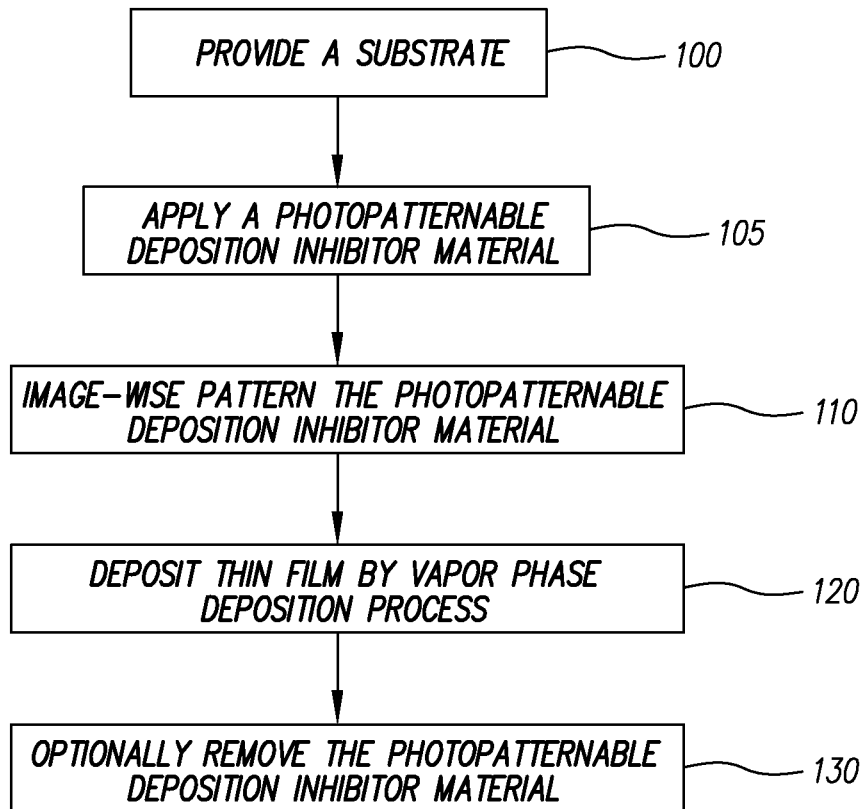 PROVIDE A SUBSTRATE
100
APPLY A PHOTOPATTERNABLE
DEPOSITION INHIBITOR MATERIAL
105
IMAGE-WISE PATTERN THE PHOTOPATTERNABLE
DEPOSITION INHIBITOR MATERIAL
110
DEPOSIT THIN FILM BY VAPOR PHASE
DEPOSITION PROCESS
120
OPTIONALLY REMOVE THE PHOTOPATTERNABLE
DEPOSITION INHIBITOR MATERIAL
130